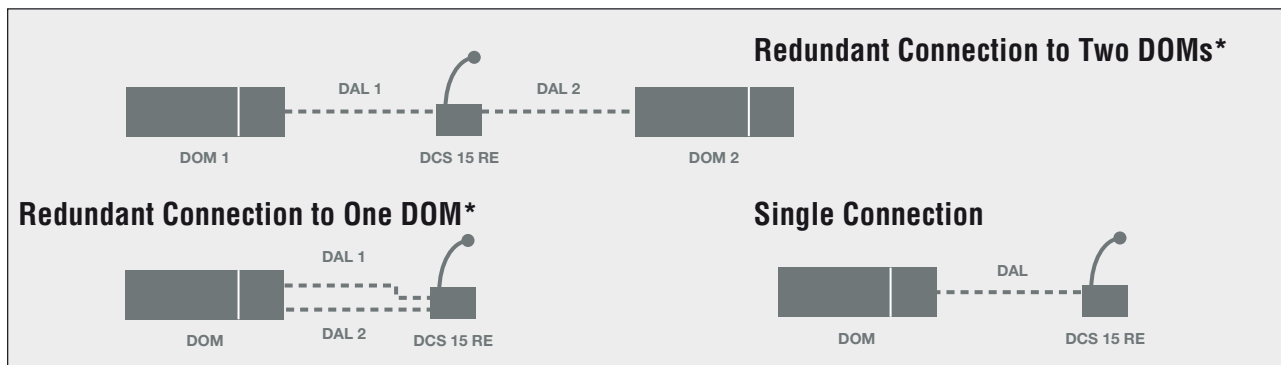 Redundant Connection to Two DOMs*
DAL 1
DAL 2
DOM 1
DCS 15 RE
DOM 2
Redundant Connection to One DOM*
DAL 1
DAL 2
DOM
DCS 15 RE
Single Connection
DAL
DOM
DCS 15 RE